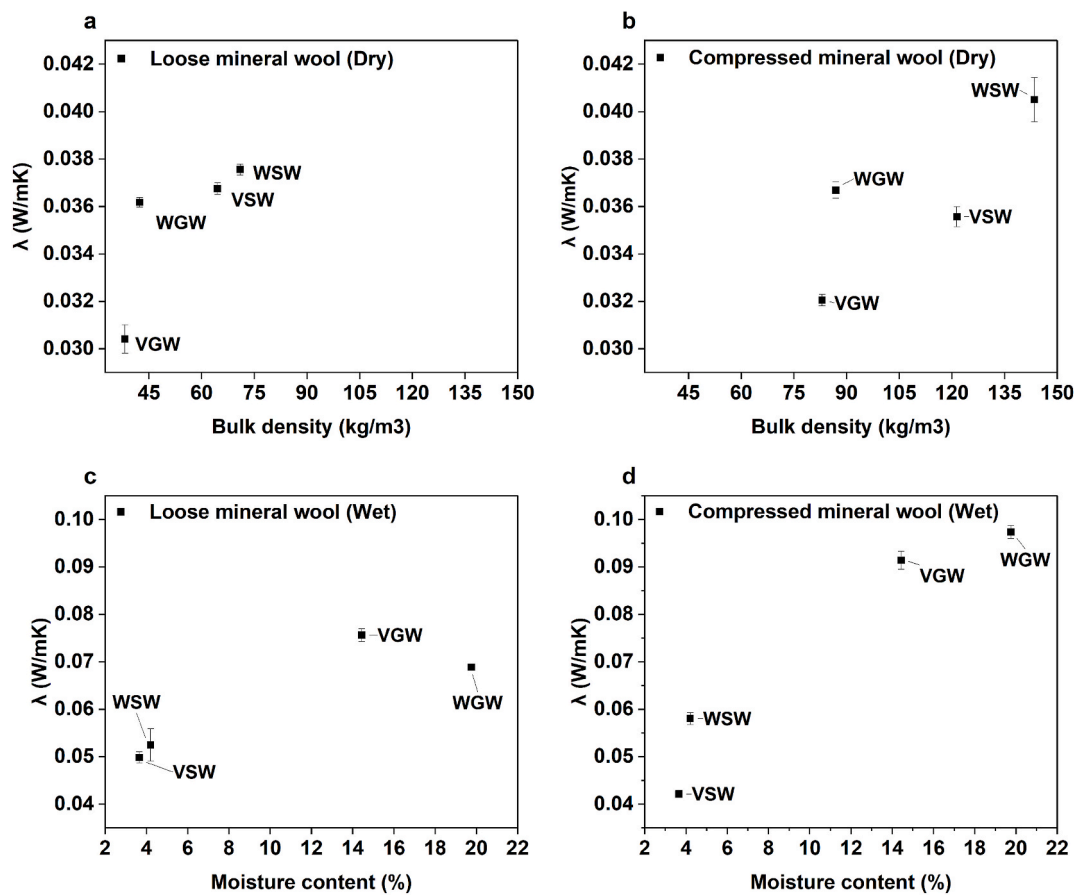 a
Loose mineral wool (Dry)
0.042
0.040
0.038
0.036
0.034
0.032
0.030
λ (W/mK)
WSW
VSW
WGW
VGW
45 60 75 90 105 120 135 150
Bulk density (kg/m3)
b
Compressed mineral wool (Dry)
0.042
0.040
0.038
0.036
0.034
0.032
0.030
λ (W/mK)
WSW
WGW
VSW
VGW
45 60 75 90 105 120 135 150
Bulk density (kg/m3)
c
Loose mineral wool (Wet)
0.10
0.09
0.08
0.07
0.06
0.05
0.04
λ (W/mK)
VGW
WGW
WSW
VSW
2 4 6 8 10 12 14 16 18 20 22
Moisture content (%)
d
Compressed mineral wool (Wet)
0.10
0.09
0.08
0.07
0.06
0.05
0.04
λ (W/mK)
WGW
VGW
WSW
VSW
2 4 6 8 10 12 14 16 18 20 22
Moisture content (%)